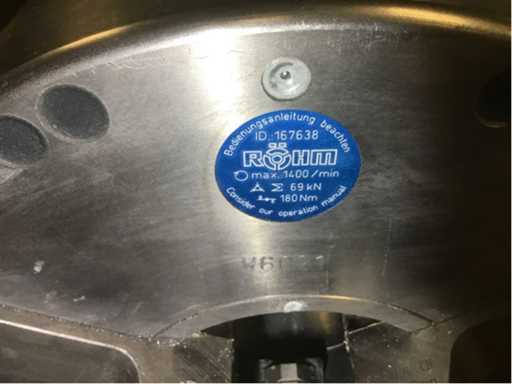 Bedienungsanleitung beachten
ID.:167638
RÖHM
max. 1400/min
Σ 69 kN
180 Nm
Consider our operation manual